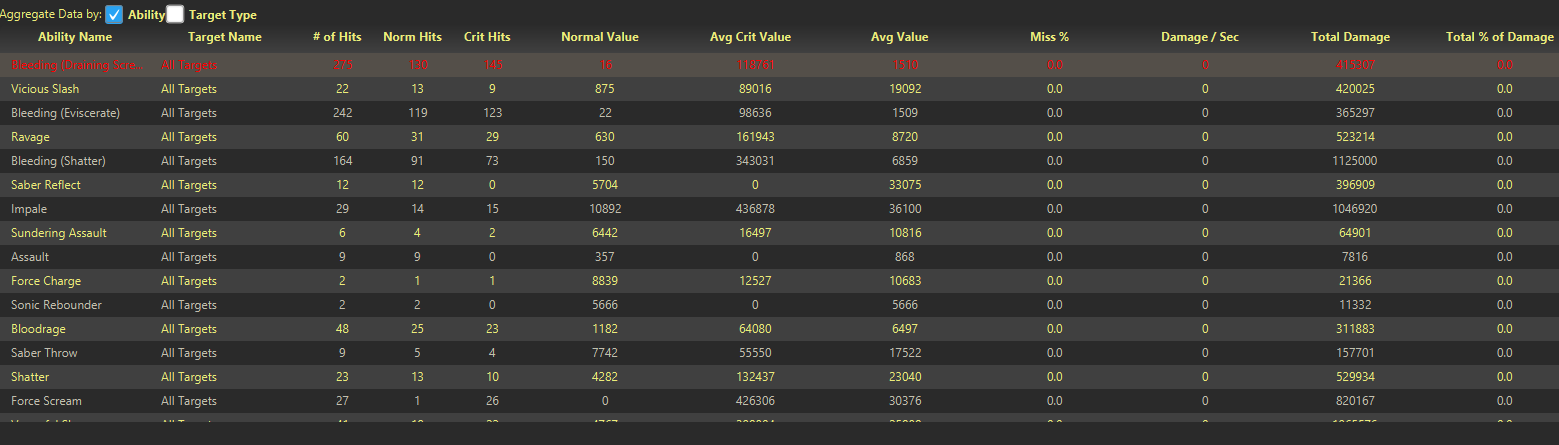 Aggregate Data by: Ability Target Type
Ability Name Target Name # of Hits Norm Hits Crit Hits Normal Value Avg Crit Value Avg Value Miss % Damage / Sec Total Damage Total % of Damage
Bleeding (Draining Scre... All Targets 275 130 145 16 118761 1510 0.0 0 415307 0.0
Vicious Slash All Targets 22 13 9 875 89016 19092 0.0 0 420025 0.0
Bleeding (Eviscerate) All Targets 242 119 123 22 98636 1509 0.0 0 365297 0.0
Ravage All Targets 60 31 29 630 161943 8720 0.0 0 523214 0.0
Bleeding (Shatter) All Targets 164 91 73 150 343031 6859 0.0 0 1125000 0.0
Saber Reflect All Targets 12 12 0 5704 0 33075 0.0 0 396909 0.0
Impale All Targets 29 14 15 10892 436878 36100 0.0 0 1046920 0.0
Sundering Assault All Targets 6 4 2 6442 16497 10816 0.0 0 64901 0.0
Assault All Targets 9 9 0 357 0 868 0.0 0 7816 0.0
Force Charge All Targets 2 1 1 8839 12527 10683 0.0 0 21366 0.0
Sonic Rebounder All Targets 2 2 0 5666 0 5666 0.0 0 11332 0.0
Bloodrage All Targets 48 25 23 1182 64080 6497 0.0 0 311883 0.0
Saber Throw All Targets 9 5 4 7742 55550 17522 0.0 0 157701 0.0
Shatter All Targets 23 13 10 4282 132437 23040 0.0 0 529934 0.0
Force Scream All Targets 27 1 26 0 426306 30376 0.0 0 820167 0.0
All Targets